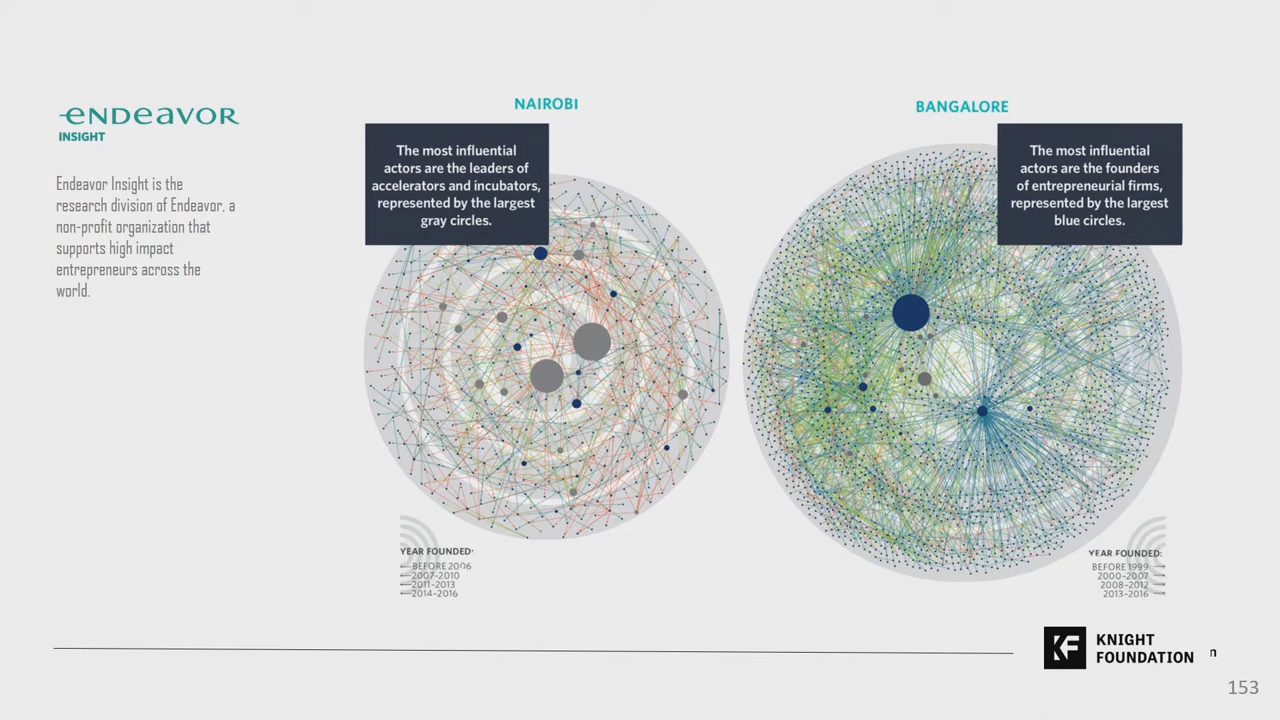 ENDEAVOR
INSIGHT
Endeavor Insight is the
research division of Endeavor, a
non-profit organization that
supports high impact
entrepreneurs across the
world.
NAIROBI
The most influential
actors are the leaders of
accelerators and incubators,
represented by the largest
gray circles.
YEAR FOUNDED:
BEFORE 2006
2007-2010
2011-2013
2014-2016
BANGALORE
The most influential
actors are the founders
of entrepreneurial firms,
represented by the largest
blue circles.
YEAR FOUNDED:
BEFORE 1999
2000-2007
2008-2012
2013-2016
KF
KNIGHT
FOUNDATION
n
153